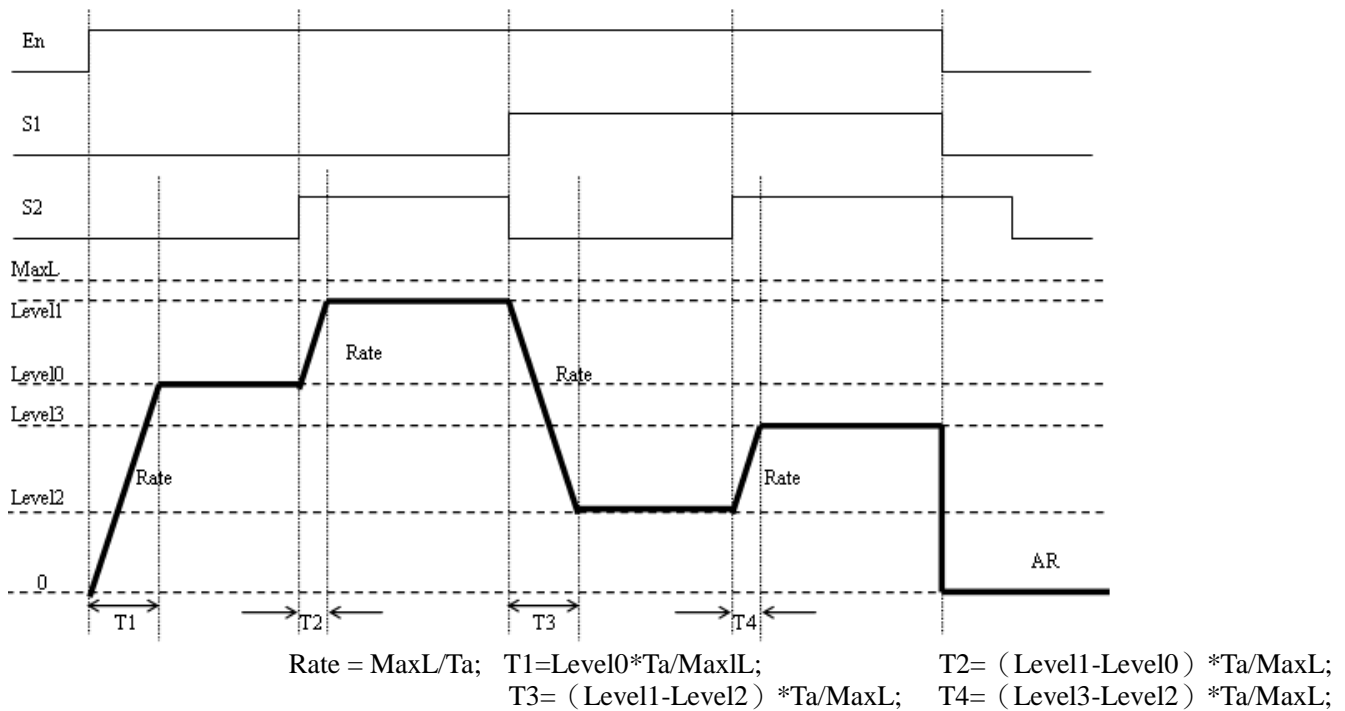 En
S1
S2
MaxL
Level1
Rate
Level0
Rate
Level3
Rate
Rate
Level2
AR
0
T1
T2
T3
T4
Rate = MaxL/Ta; T1=Level0*Ta/MaxlL; T2=（Level1-Level0）*Ta/MaxL;
T3=（Level1-Level2）*Ta/MaxL; T4=（Level3-Level2）*Ta/MaxL;